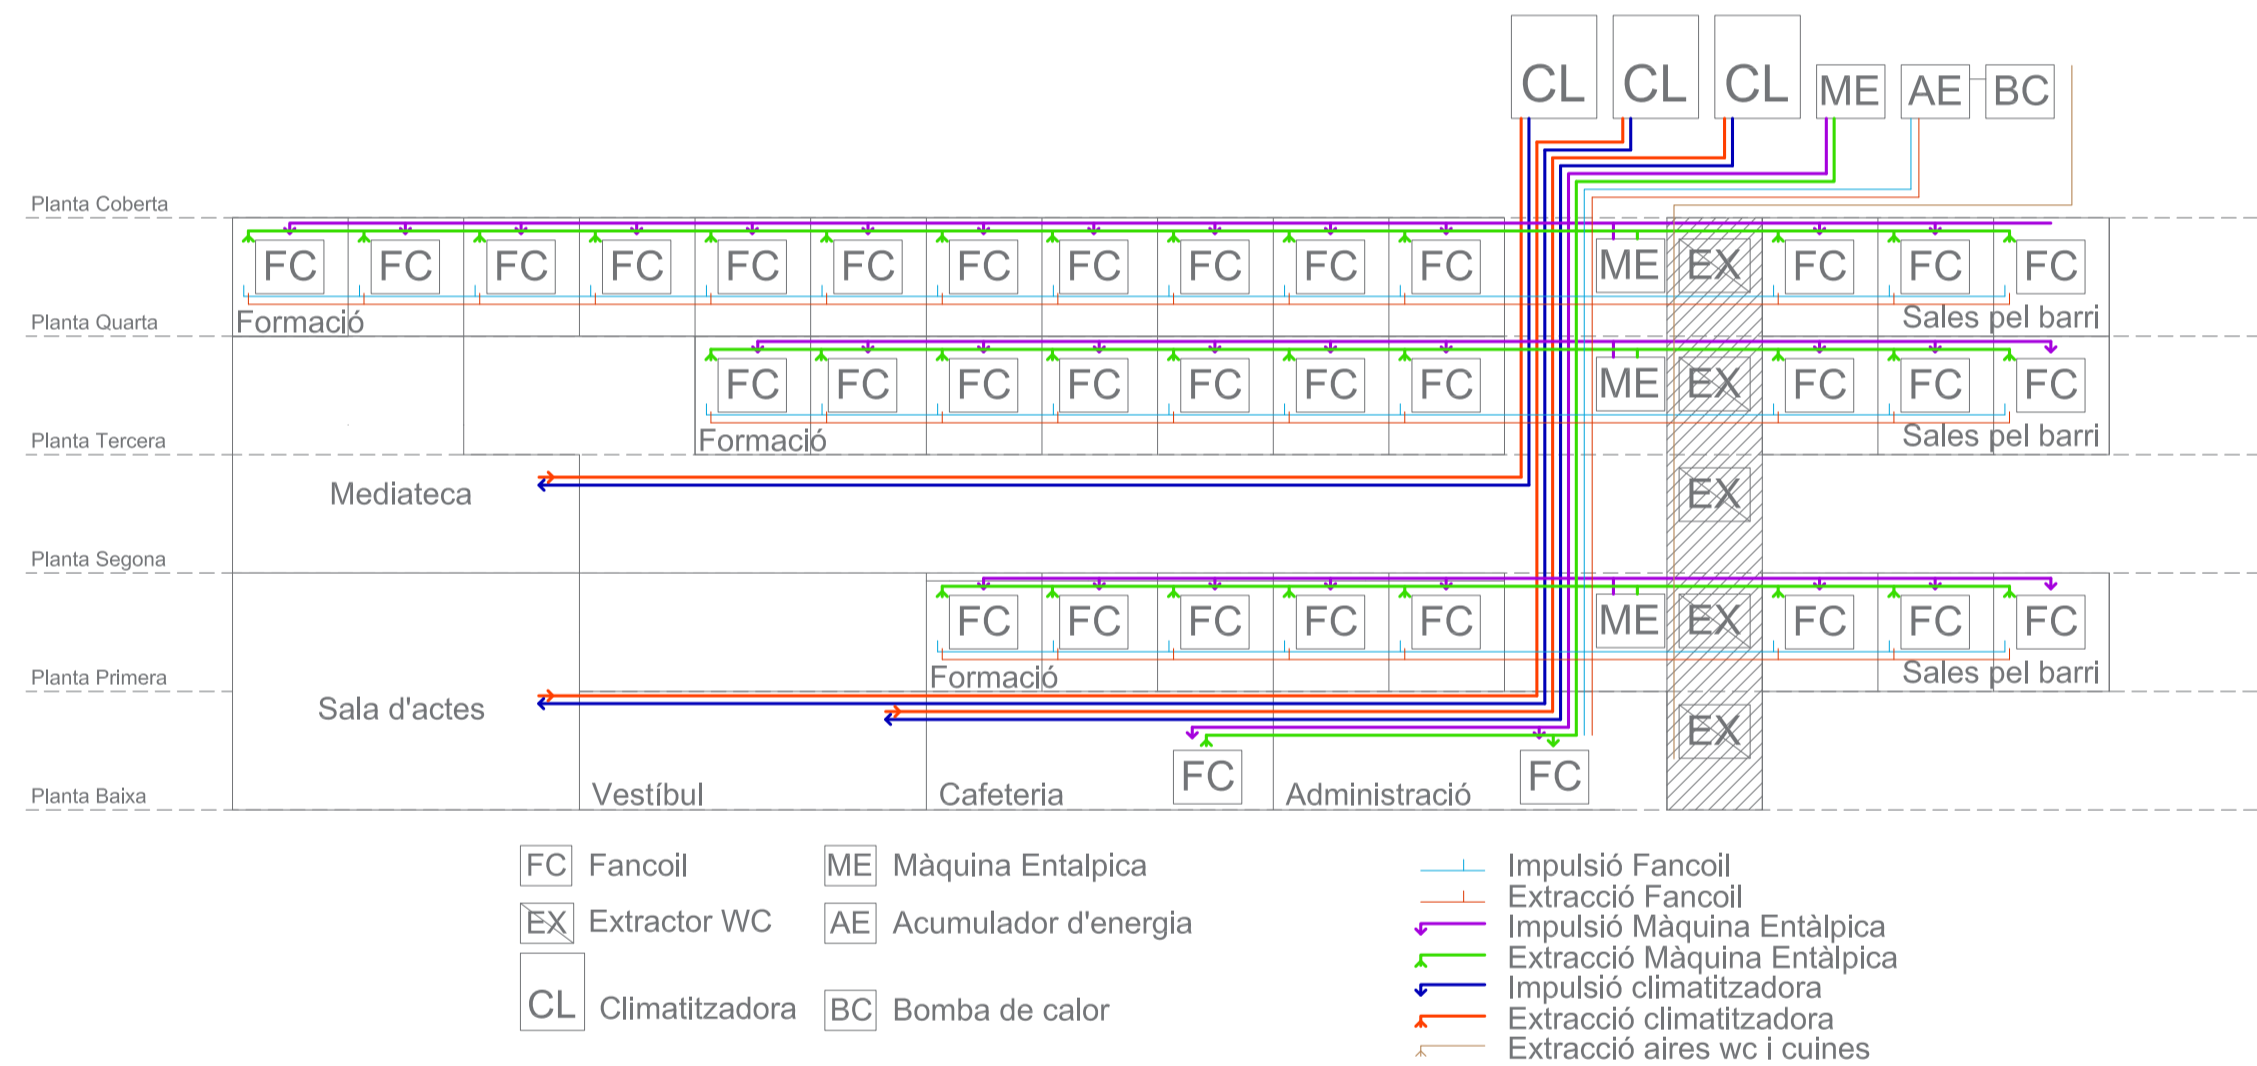 CL CL CL ME AE BC
Planta Coberta
FC FC FC FC FC FC FC FC FC FC FC ME EX FC FC FC
Planta Quarta
Formació Sales pel barri
FC FC FC FC FC FC FC ME EX FC FC FC
Planta Tercera
Formació Sales pel barri
Mediateca EX
Planta Segona
FC FC FC FC FC ME EX FC FC FC
Planta Primera
Formació Sales pel barri
Sala d'actes
EX
FC FC
Planta Baixa
Vestíbul Cafeteria Administració
FC Fancoil
EX Extractor WC
CL Climatitzadora
ME Màquina Entalpica
AE Acumulador d'energia
BC Bomba de calor
Impulsió Fancoil
Extracció Fancoil
Impulsió Màquina Entàlpica
Extracció Màquina Entàlpica
Impulsió climatitzadora
Extracció climatitzadora
Extracció aires wc i cuines